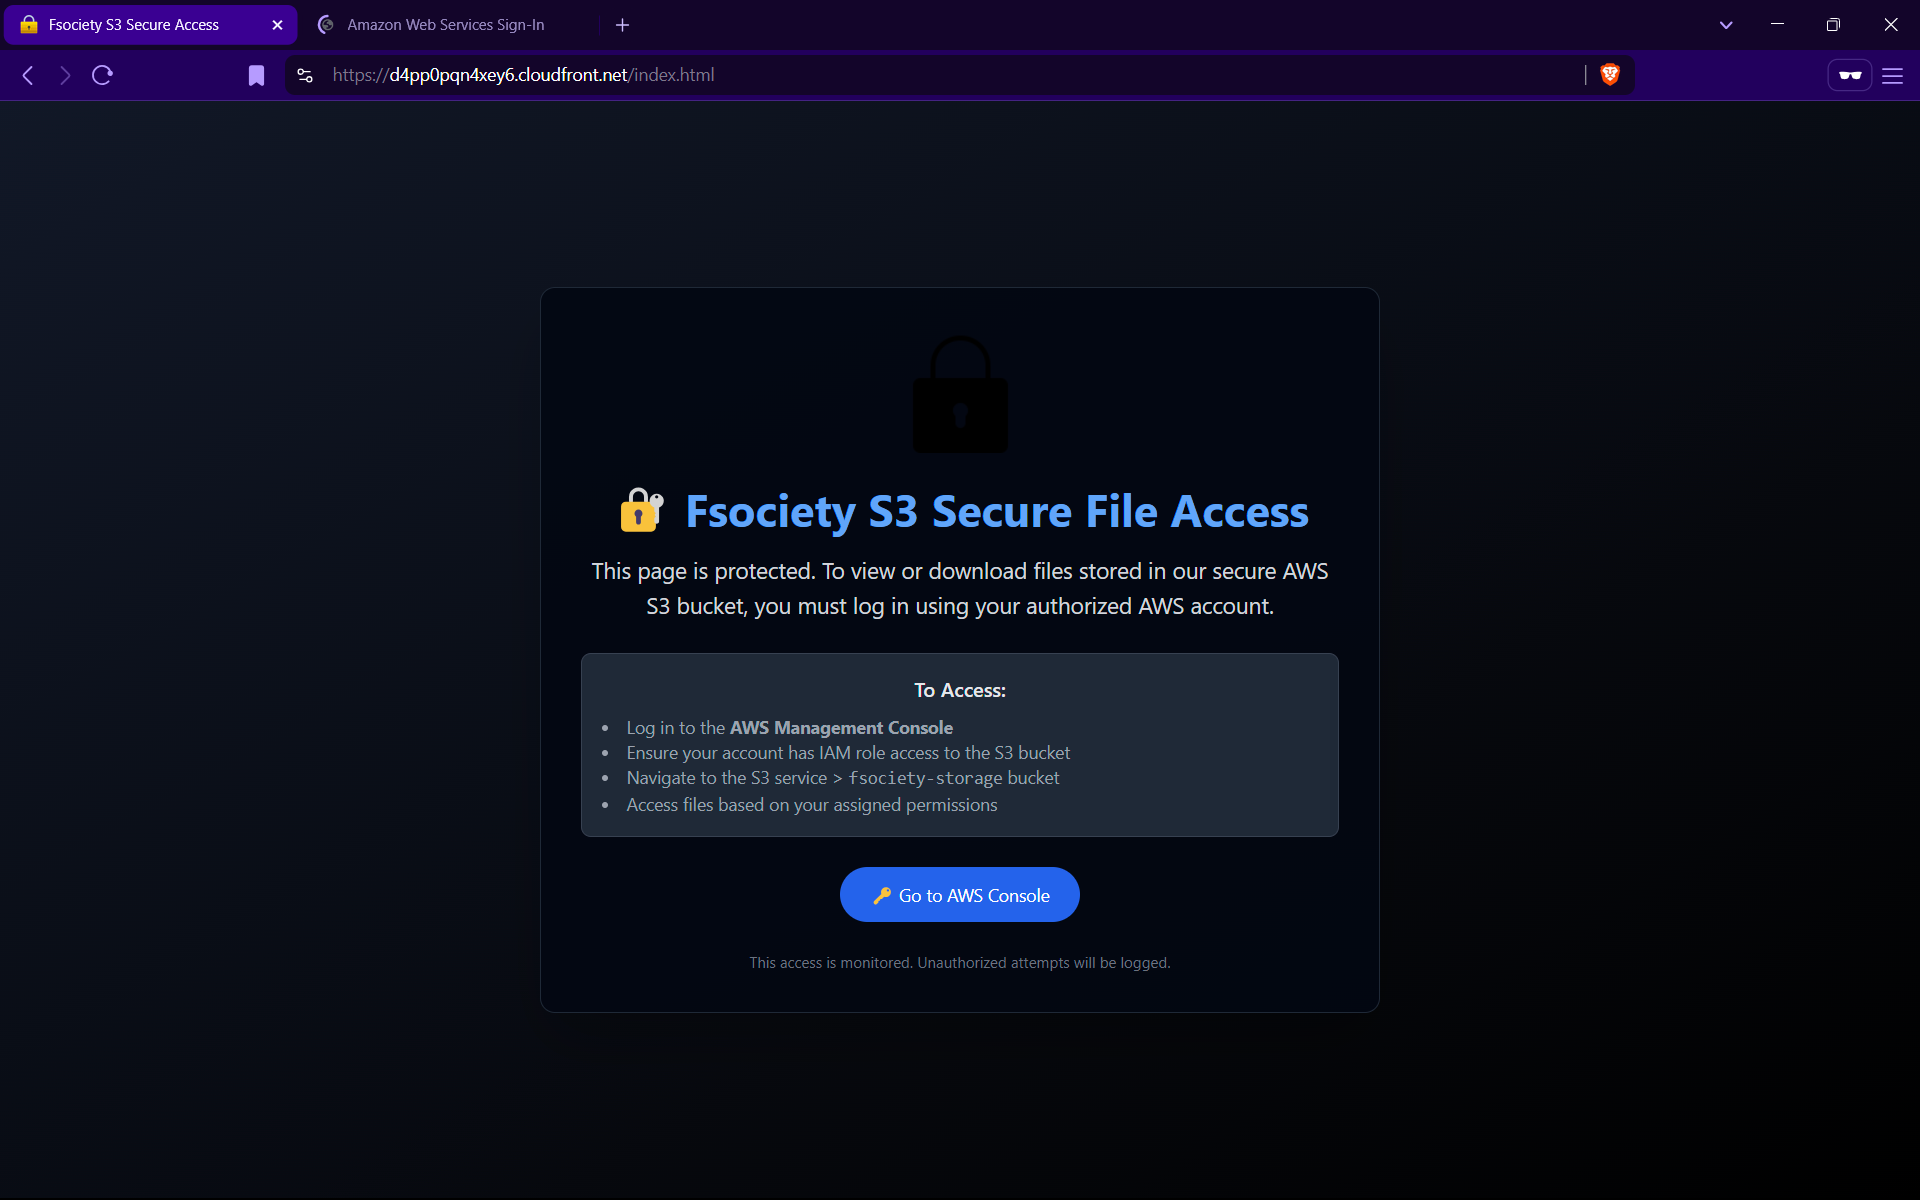 Fsociety S3 Secure Access
Amazon Web Services Sign-In
https://d4pp0pqn4xey6.cloudfront.net/index.html
🔐 Fsociety S3 Secure File Access
This page is protected. To view or download files stored in our secure AWS
S3 bucket, you must log in using your authorized AWS account.
To Access:
• Log in to the AWS Management Console
• Ensure your account has IAM role access to the S3 bucket
• Navigate to the S3 service > fsociety-storage bucket
• Access files based on your assigned permissions
🔑 Go to AWS Console
This access is monitored. Unauthorized attempts will be logged.